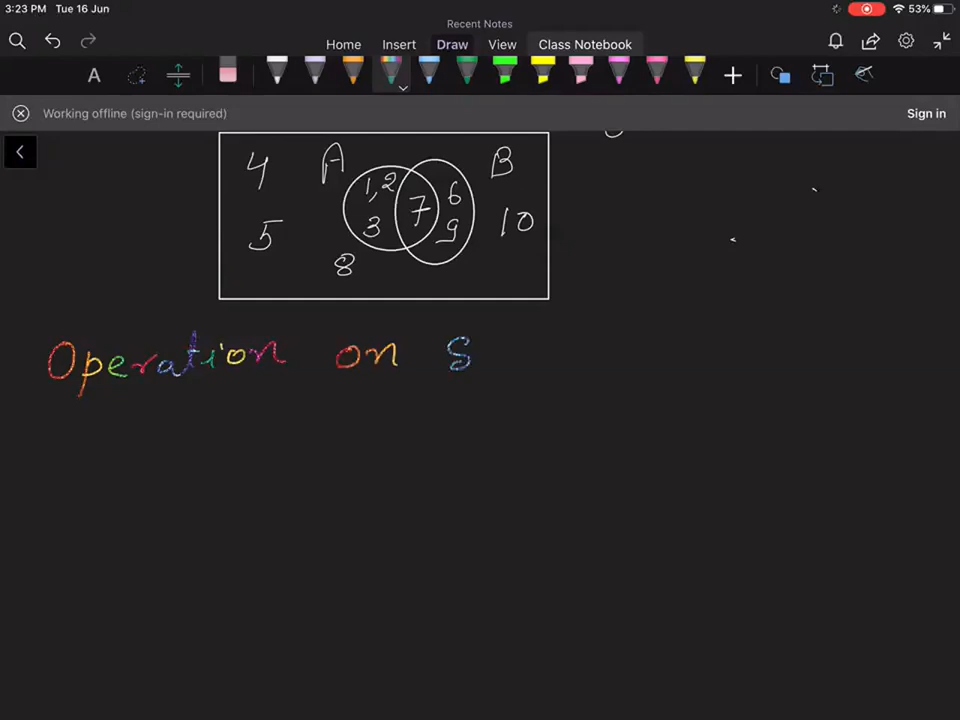 3:23 PM Tue 16 Jun 53%
Recent Notes
Home Insert Draw View Class Notebook
A
Working offline (sign-in required) Sign in
4 A B
1, 2 6
5 3 7 9 10
8
Operation on S